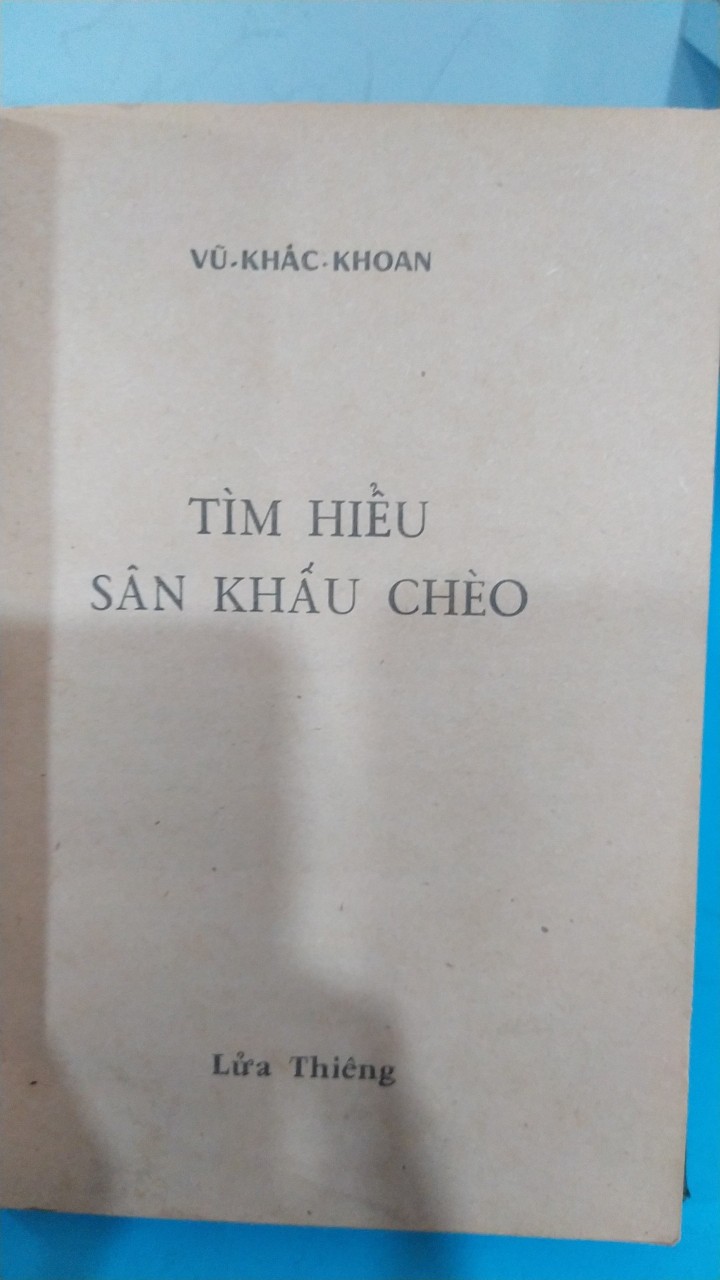 VŨ-KHẮC-KHOAN
TÌM HIỂU
SÂN KHẤU CHÈO
Lửa Thiêng